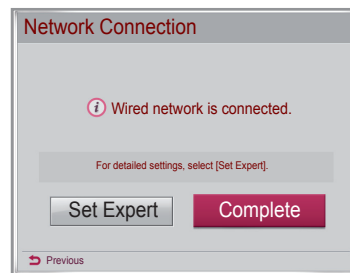 Network Connection
Wired network is connected.
For detailed settings, select [Set Expert].
Set Expert
Complete
Previous